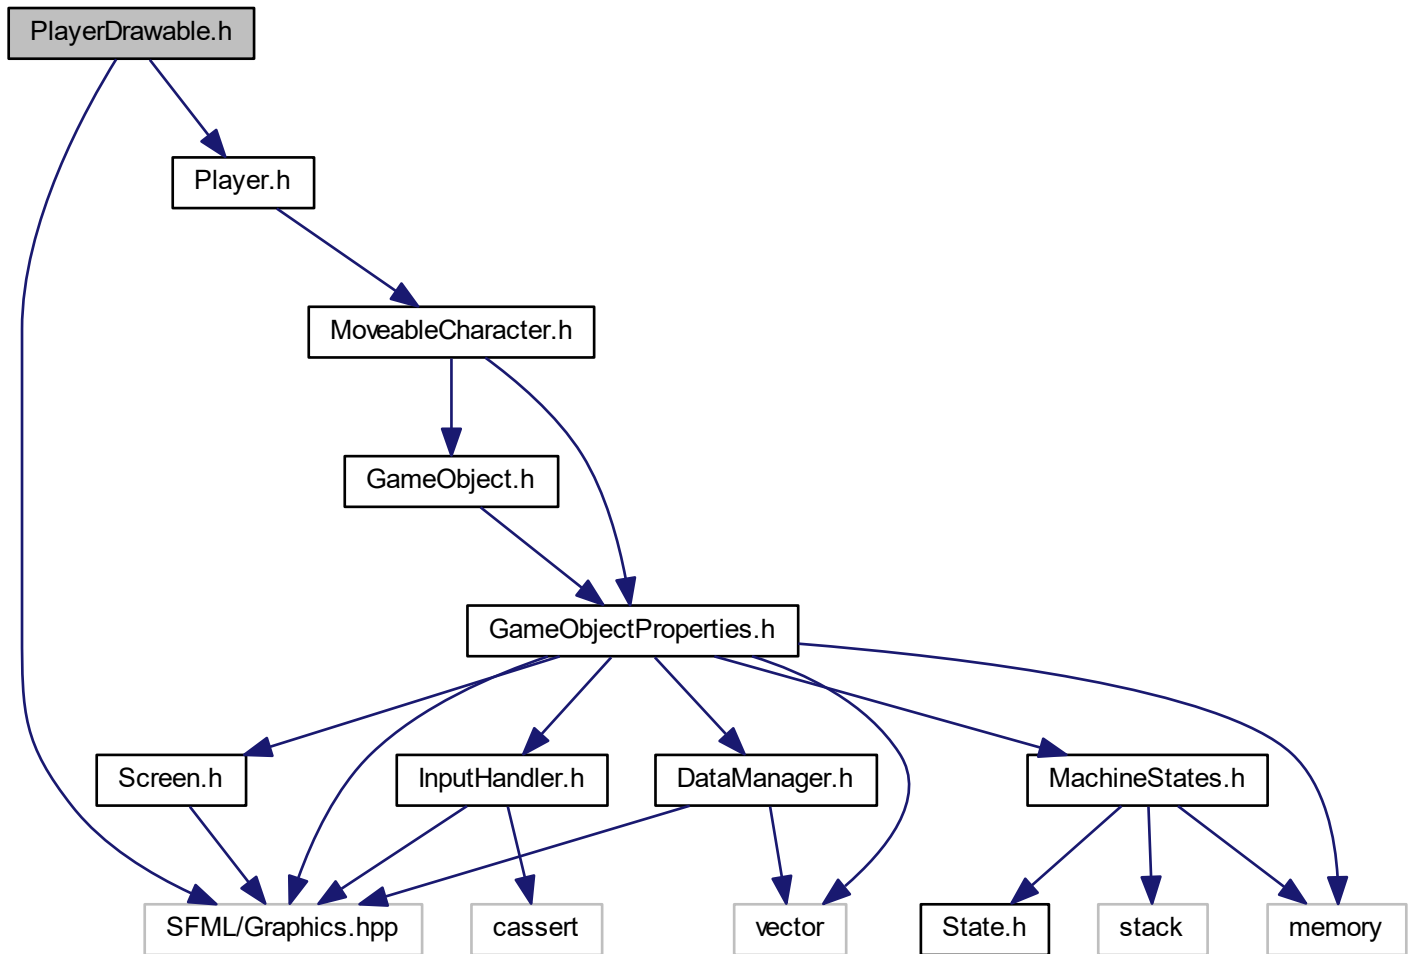 PlayerDrawable.h
Player.h
MoveableCharacter.h
GameObject.h
GameObjectProperties.h
Screen.h
InputHandler.h
DataManager.h
MachineStates.h
SFML/Graphics.hpp
cassert
vector
State.h
stack
memory